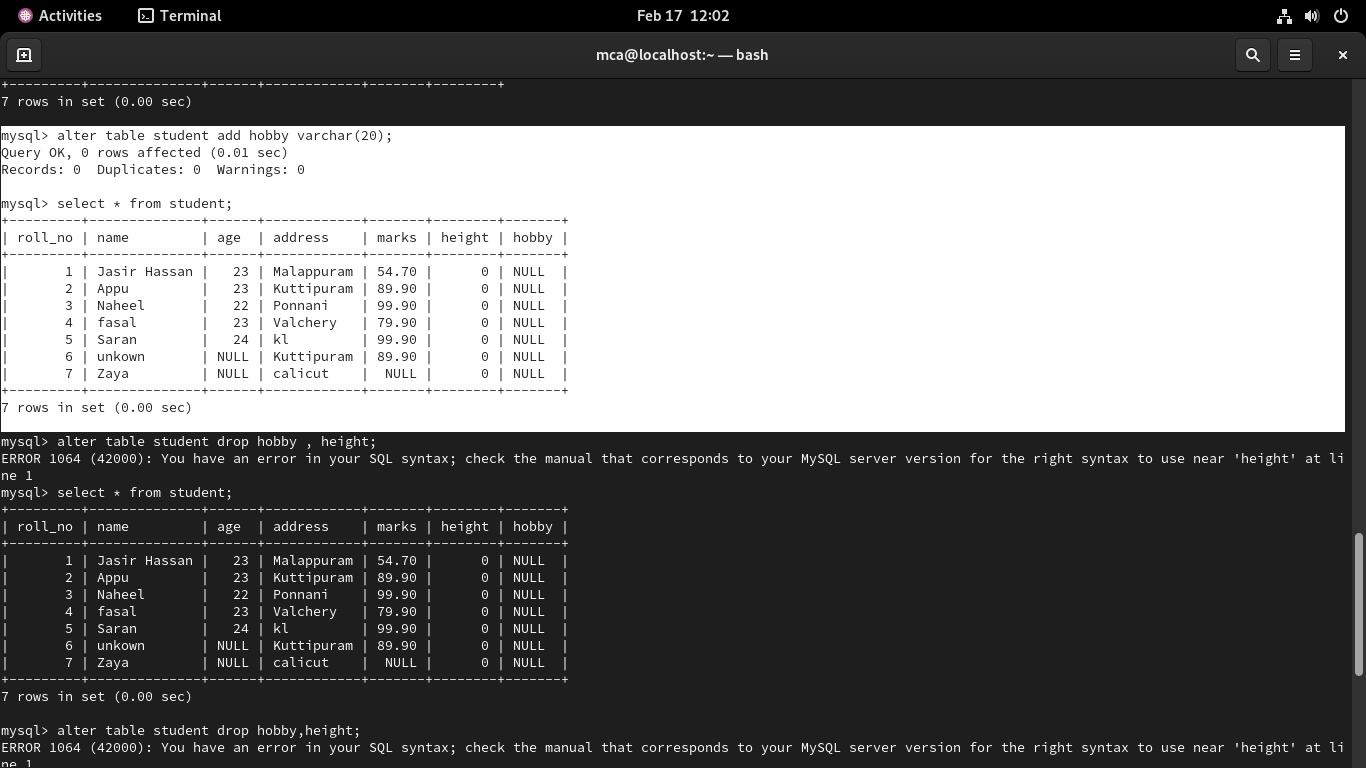 Activities Terminal Feb 17 12:02
mca@localhost:~ — bash
+---------+--------------+------+------------+-------+--------+
7 rows in set (0.00 sec)
mysql> alter table student add hobby varchar(20);
Query OK, 0 rows affected (0.01 sec)
Records: 0  Duplicates: 0  Warnings: 0
mysql> select * from student;
+---------+--------------+------+------------+-------+--------+-------+
| roll_no | name         | age  | address    | marks | height | hobby |
+---------+--------------+------+------------+-------+--------+-------+
|       1 | Jasir Hassan |   23 | Malappuram | 54.70 |      0 | NULL  |
|       2 | Appu         |   23 | Kuttipuram | 89.90 |      0 | NULL  |
|       3 | Naheel       |   22 | Ponnani    | 99.90 |      0 | NULL  |
|       4 | fasal        |   23 | Valchery   | 79.90 |      0 | NULL  |
|       5 | Saran        |   24 | kl         | 99.90 |      0 | NULL  |
|       6 | unkown       | NULL | Kuttipuram | 89.90 |      0 | NULL  |
|       7 | Zaya         | NULL | calicut    |  NULL |      0 | NULL  |
+---------+--------------+------+------------+-------+--------+-------+
7 rows in set (0.00 sec)
mysql> alter table student drop hobby , height;
ERROR 1064 (42000): You have an error in your SQL syntax; check the manual that corresponds to your MySQL server version for the right syntax to use near 'height' at li
ne 1
mysql> select * from student;
+---------+--------------+------+------------+-------+--------+-------+
| roll_no | name         | age  | address    | marks | height | hobby |
+---------+--------------+------+------------+-------+--------+-------+
|       1 | Jasir Hassan |   23 | Malappuram | 54.70 |      0 | NULL  |
|       2 | Appu         |   23 | Kuttipuram | 89.90 |      0 | NULL  |
|       3 | Naheel       |   22 | Ponnani    | 99.90 |      0 | NULL  |
|       4 | fasal        |   23 | Valchery   | 79.90 |      0 | NULL  |
|       5 | Saran        |   24 | kl         | 99.90 |      0 | NULL  |
|       6 | unkown       | NULL | Kuttipuram | 89.90 |      0 | NULL  |
|       7 | Zaya         | NULL | calicut    |  NULL |      0 | NULL  |
+---------+--------------+------+------------+-------+--------+-------+
7 rows in set (0.00 sec)
mysql> alter table student drop hobby,height;
ERROR 1064 (42000): You have an error in your SQL syntax; check the manual that corresponds to your MySQL server version for the right syntax to use near 'height' at li
ne 1